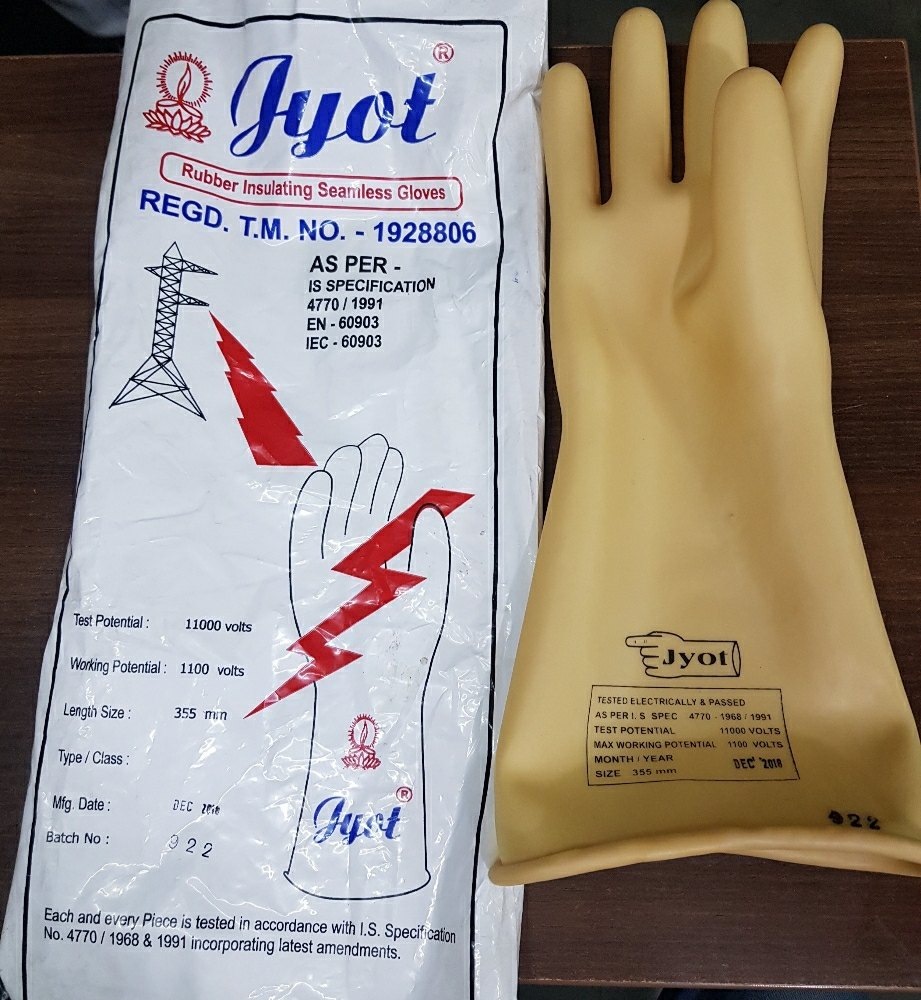 Jyot ®
Rubber Insulating Seamless Gloves
REGD. T.M. NO. - 1928806
AS PER -
IS SPECIFICATION
4770 / 1991
EN - 60903
IEC - 60903
Test Potential : 11000 volts
Working Potential : 1100 volts
Length Size : 355 mm
Type / Class :
Mfg. Date : DEC 2018
Batch No : 922
Jyot ®
Each and every Piece is tested in accordance with I.S. Specification
No. 4770 / 1968 & 1991 incorporating latest amendments.
Jyot
TESTED ELECTRICALLY & PASSED
AS PER I. S SPEC 4770 - 1968 / 1991
TEST POTENTIAL 11000 VOLTS
MAX WORKING POTENTIAL 1100 VOLTS
MONTH / YEAR DEC' 2018
SIZE 355 mm
922